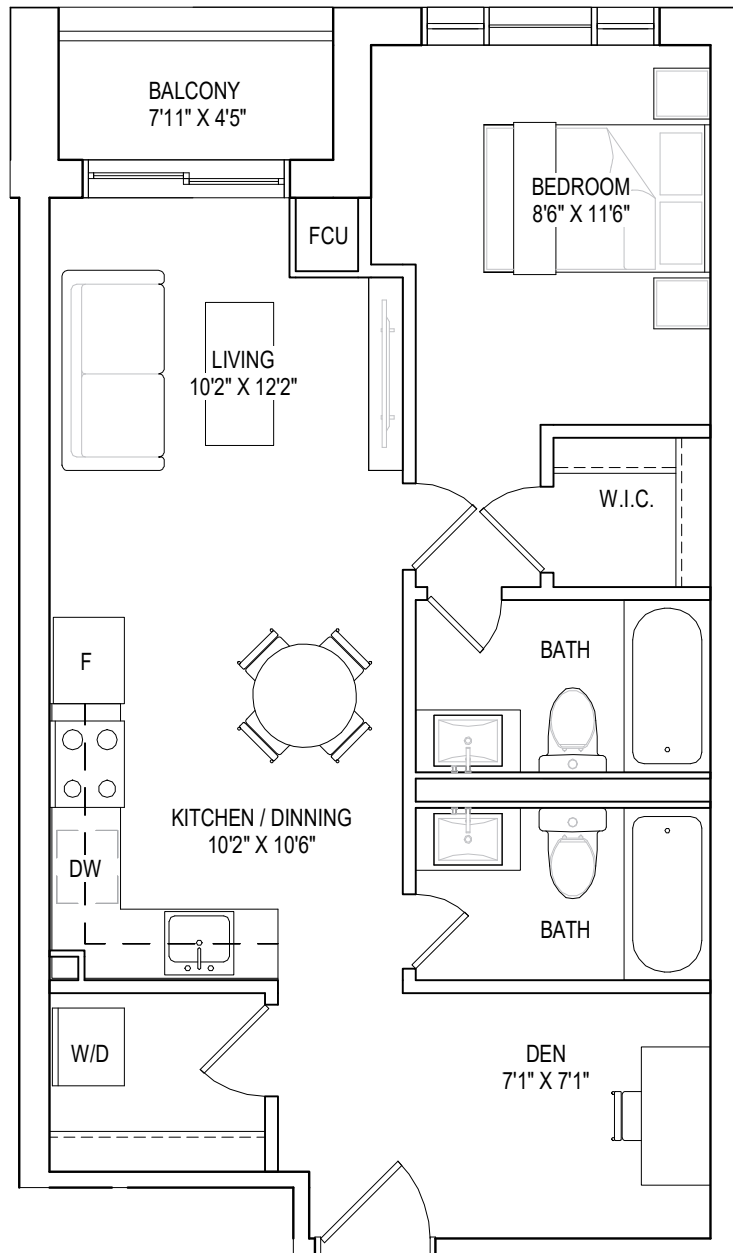 BALCONY
7'11" X 4'5"
BEDROOM
8'6" X 11'6"
FCU
LIVING
10'2" X 12'2"
W.I.C.
F
BATH
KITCHEN / DINNING
10'2" X 10'6"
DW
BATH
W/D
DEN
7'1" X 7'1"